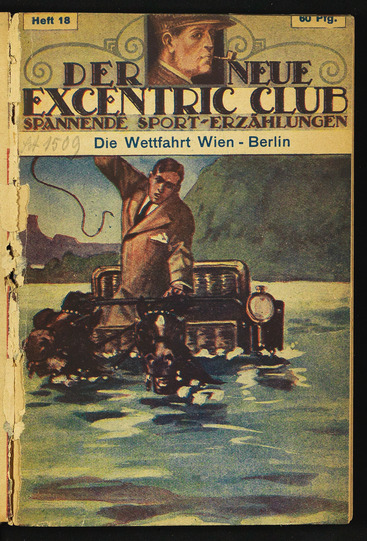 Heft 18
60 Pfg.
DER NEUE
EXCENTRIC CLUB
SPANNENDE SPORT-ERZÄHLUNGEN
Die Wettfahrt Wien - Berlin